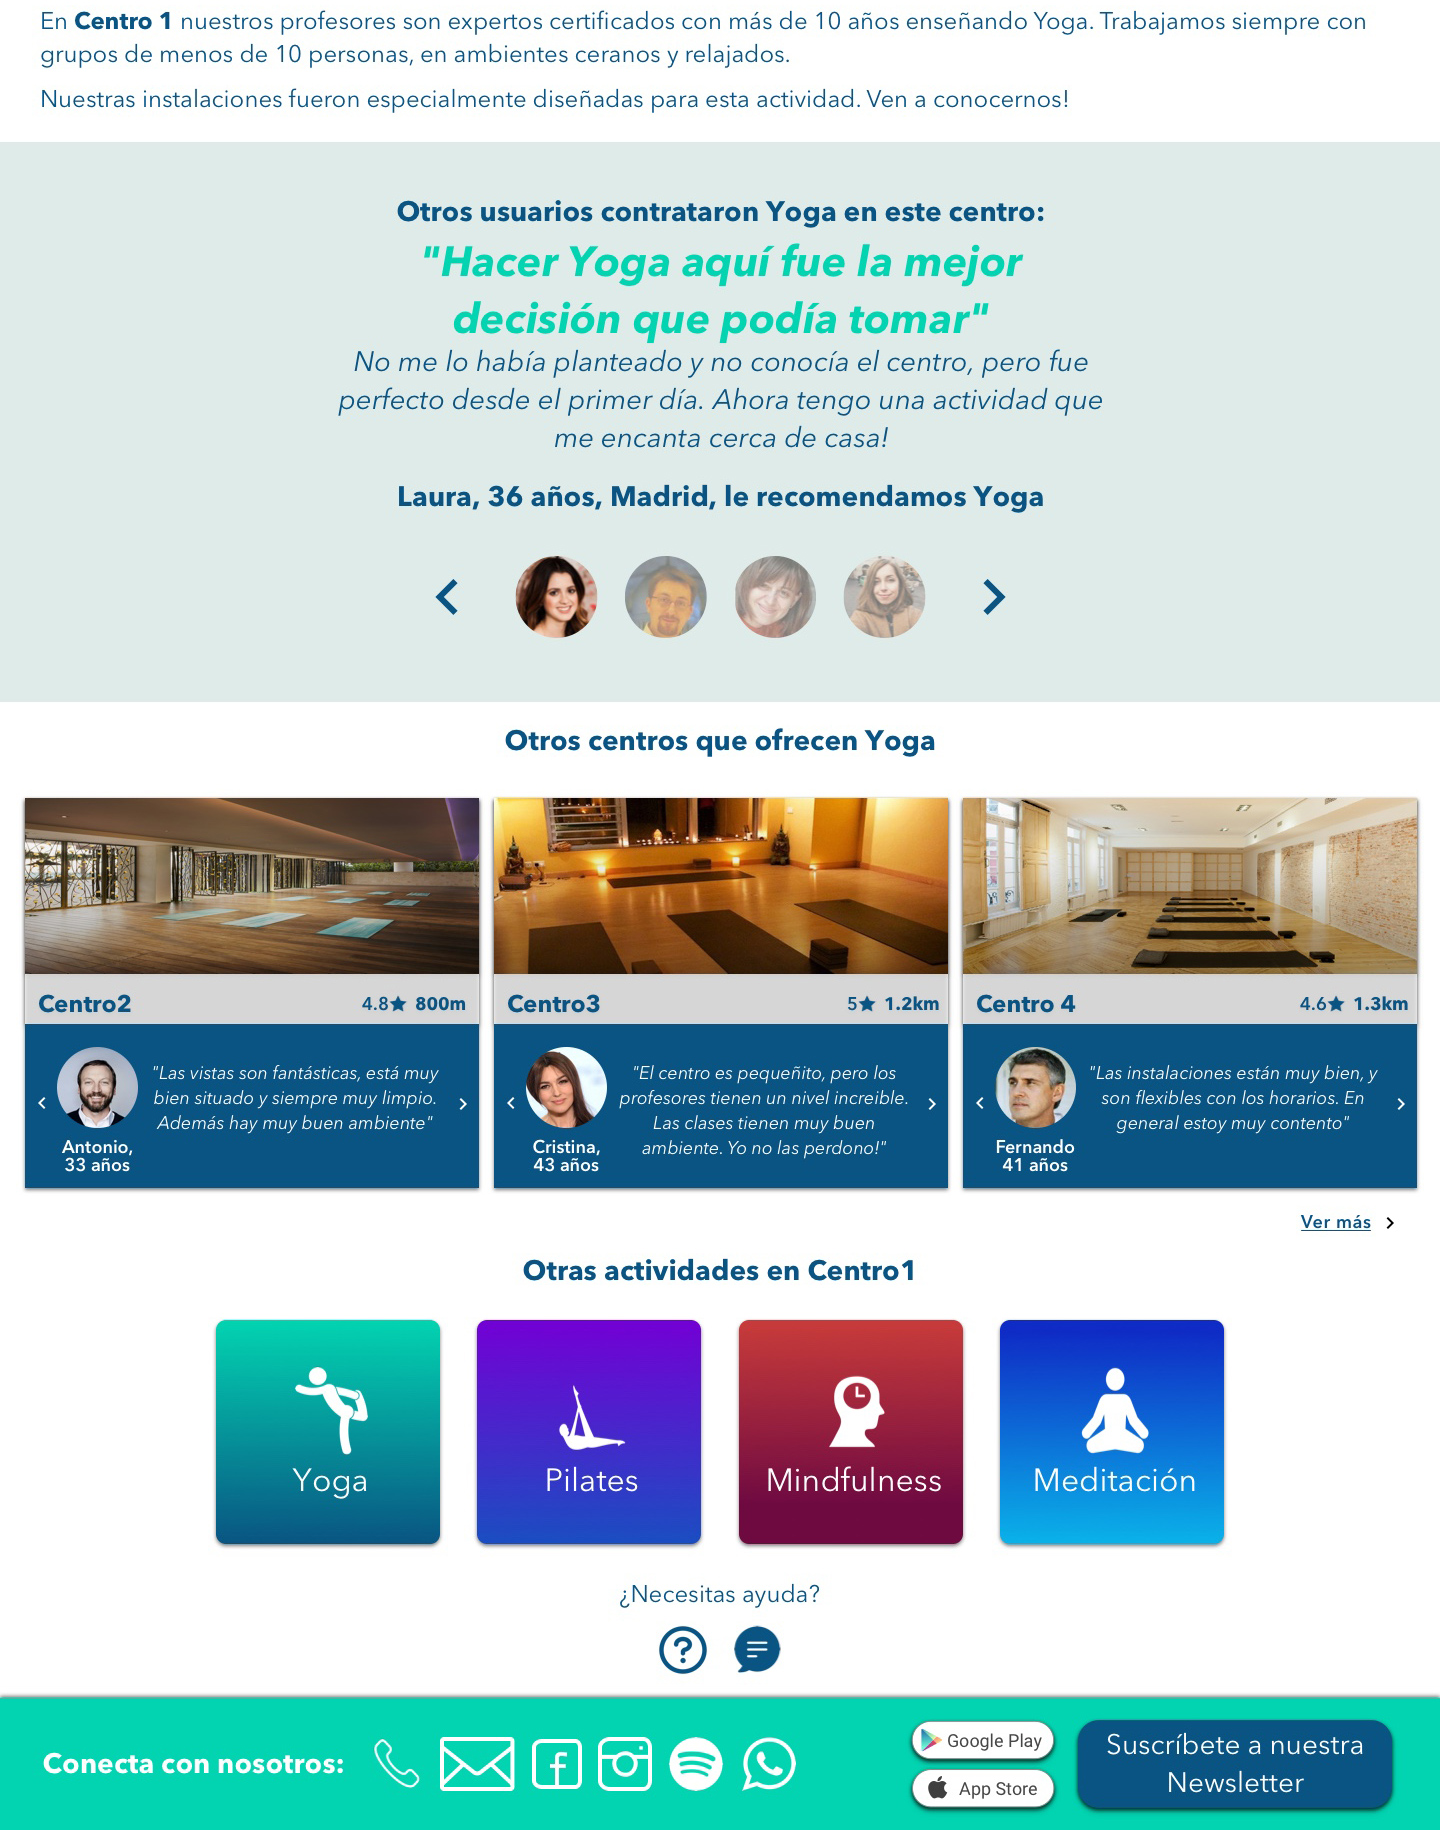 En Centro 1 nuestros profesores son expertos certificados con más de 10 años enseñando Yoga. Trabajamos siempre con
grupos de menos de 10 personas, en ambientes ceranos y relajados.
Nuestras instalaciones fueron especialmente diseñadas para esta actividad. Ven a conocernos!
Otros usuarios contrataron Yoga en este centro:
"Hacer Yoga aquí fue la mejor
decisión que podía tomar"
No me lo había planteado y no conocía el centro, pero fue
perfecto desde el primer día. Ahora tengo una actividad que
me encanta cerca de casa!
Laura, 36 años, Madrid, le recomendamos Yoga
Otros centros que ofrecen Yoga
Centro2 4.8★ 800m
"Las vistas son fantásticas, está muy
bien situado y siempre muy limpio.
Además hay muy buen ambiente"
Antonio,
33 años
Centro3 5★ 1.2km
"El centro es pequeñito, pero los
profesores tienen un nivel increible.
Las clases tienen muy buen
ambiente. Yo no las perdono!"
Cristina,
43 años
Centro 4 4.6★ 1.3km
"Las instalaciones están muy bien, y
son flexibles con los horarios. En
general estoy muy contento"
Fernando
41 años
Ver más
Otras actividades en Centro1
Yoga
Pilates
Mindfulness
Meditación
¿Necesitas ayuda?
Conecta con nosotros:
Google Play
App Store
Suscríbete a nuestra
Newsletter